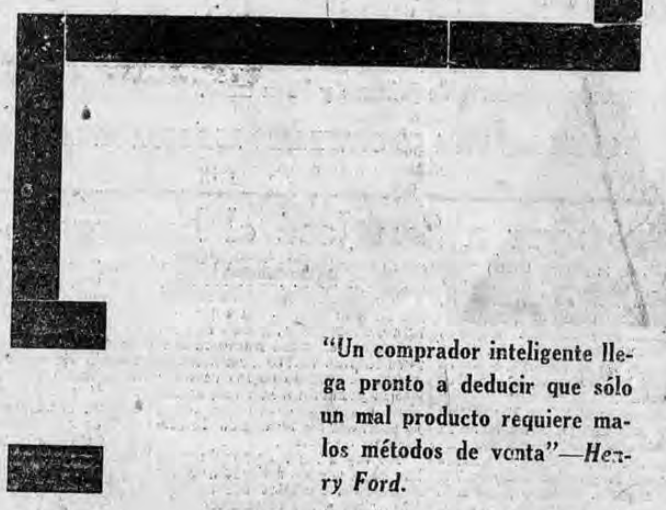 "Un comprador inteligente lle-
ga pronto a deducir que sólo
un mal producto requiere ma-
los métodos de venta"—Hen-
ry Ford.